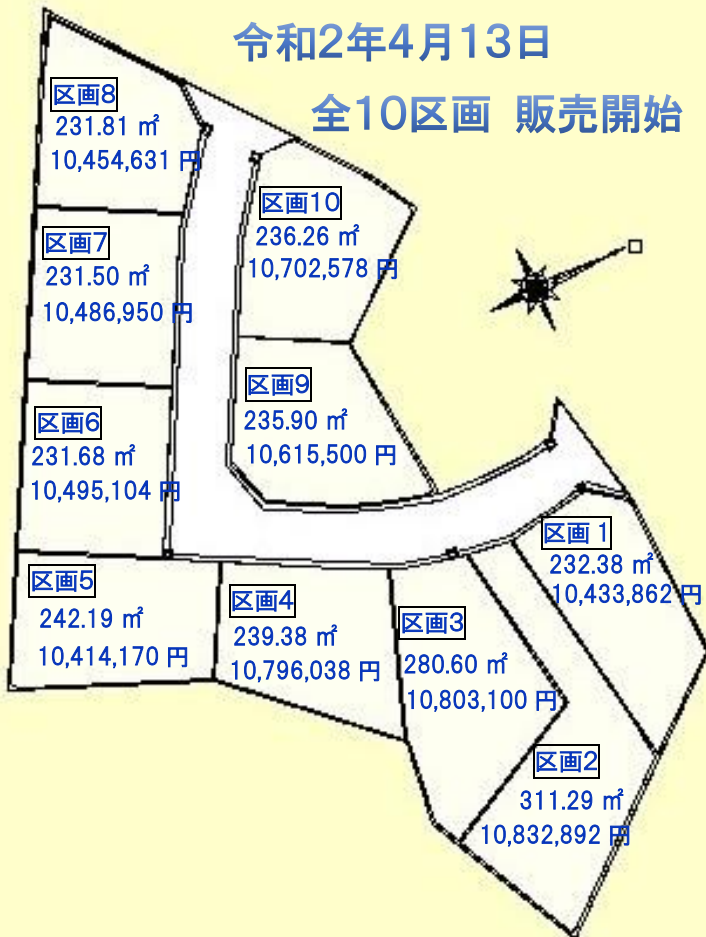 令和2年4月13日
全10区画 販売開始
区画8
231.81 ㎡
10,454,631 円
区画10
236.26 ㎡
10,702,578 円
区画7
231.50 ㎡
10,486,950 円
区画9
235.90 ㎡
10,615,500 円
区画6
231.68 ㎡
10,495,104 円
区画1
232.38 ㎡
10,433,862 円
区画5
242.19 ㎡
10,414,170 円
区画4
239.38 ㎡
10,796,038 円
区画3
280.60 ㎡
10,803,100 円
区画2
311.29 ㎡
10,832,892 円